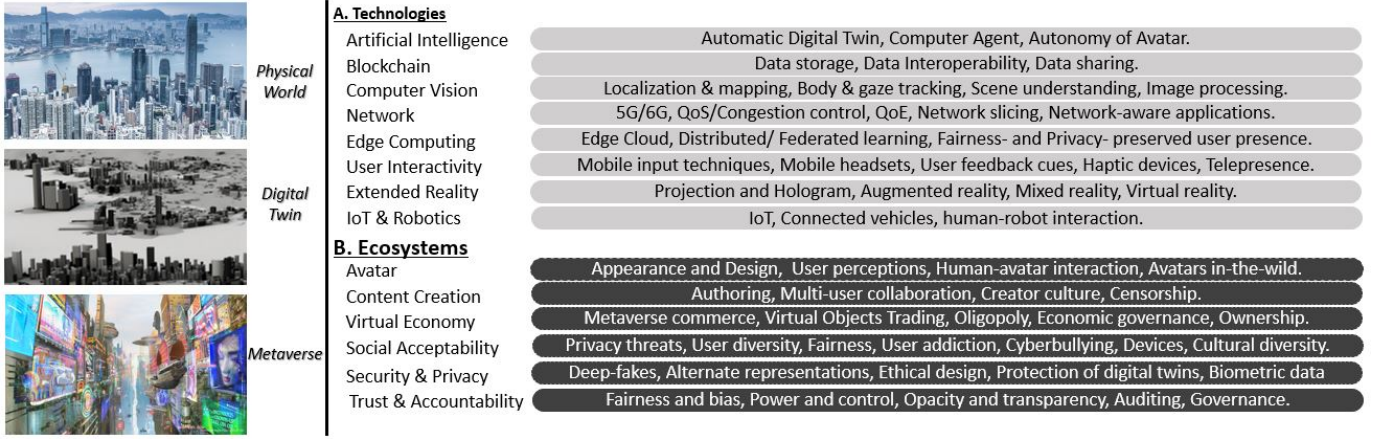 Physical
World
Digital
Twin
Metaverse
A. Technologies
Artificial Intelligence Automatic Digital Twin, Computer Agent, Autonomy of Avatar.
Blockchain Data storage, Data Interoperability, Data sharing.
Computer Vision Localization & mapping, Body & gaze tracking, Scene understanding, Image processing.
Network 5G/6G, QoS/Congestion control, QoE, Network slicing, Network-aware applications.
Edge Computing Edge Cloud, Distributed/ Federated learning, Fairness- and Privacy- preserved user presence.
User Interactivity Mobile input techniques, Mobile headsets, User feedback cues, Haptic devices, Telepresence.
Extended Reality Projection and Hologram, Augmented reality, Mixed reality, Virtual reality.
IoT & Robotics IoT, Connected vehicles, human-robot interaction.
B. Ecosystems
Avatar Appearance and Design, User perceptions, Human-avatar interaction, Avatars in-the-wild.
Content Creation Authoring, Multi-user collaboration, Creator culture, Censorship.
Virtual Economy Metaverse commerce, Virtual Objects Trading, Oligopoly, Economic governance, Ownership.
Social Acceptability Privacy threats, User diversity, Fairness, User addiction, Cyberbullying, Devices, Cultural diversity.
Security & Privacy Deep-fakes, Alternate representations, Ethical design, Protection of digital twins, Biometric data
Trust & Accountability Fairness and bias, Power and control, Opacity and transparency, Auditing, Governance.